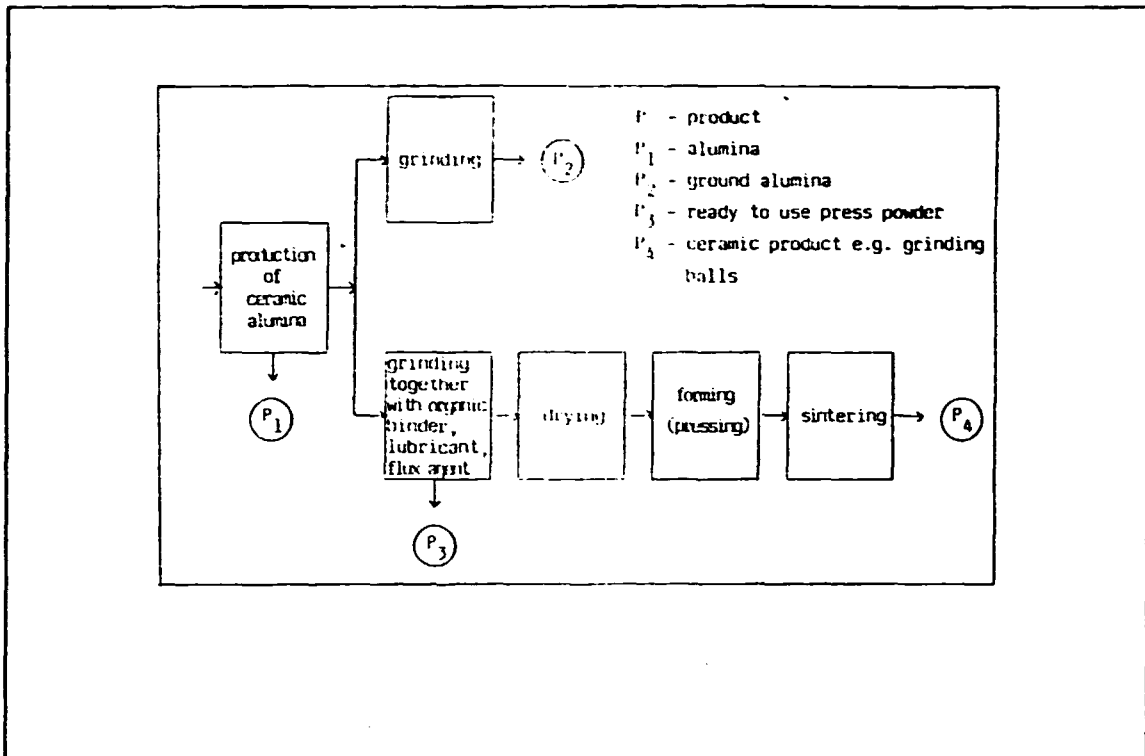 grinding
P₂
P - product
P₁ - alumina
P₂ - ground alumina
P₃ - ready to use press powder
P₄ - ceramic product e.g. grinding
balls
production
of
ceramic
alumina
P₁
grinding
together
with organic
binder,
lubricant,
flux agent
drying
forming
(pressing)
sintering
P₄
P₃